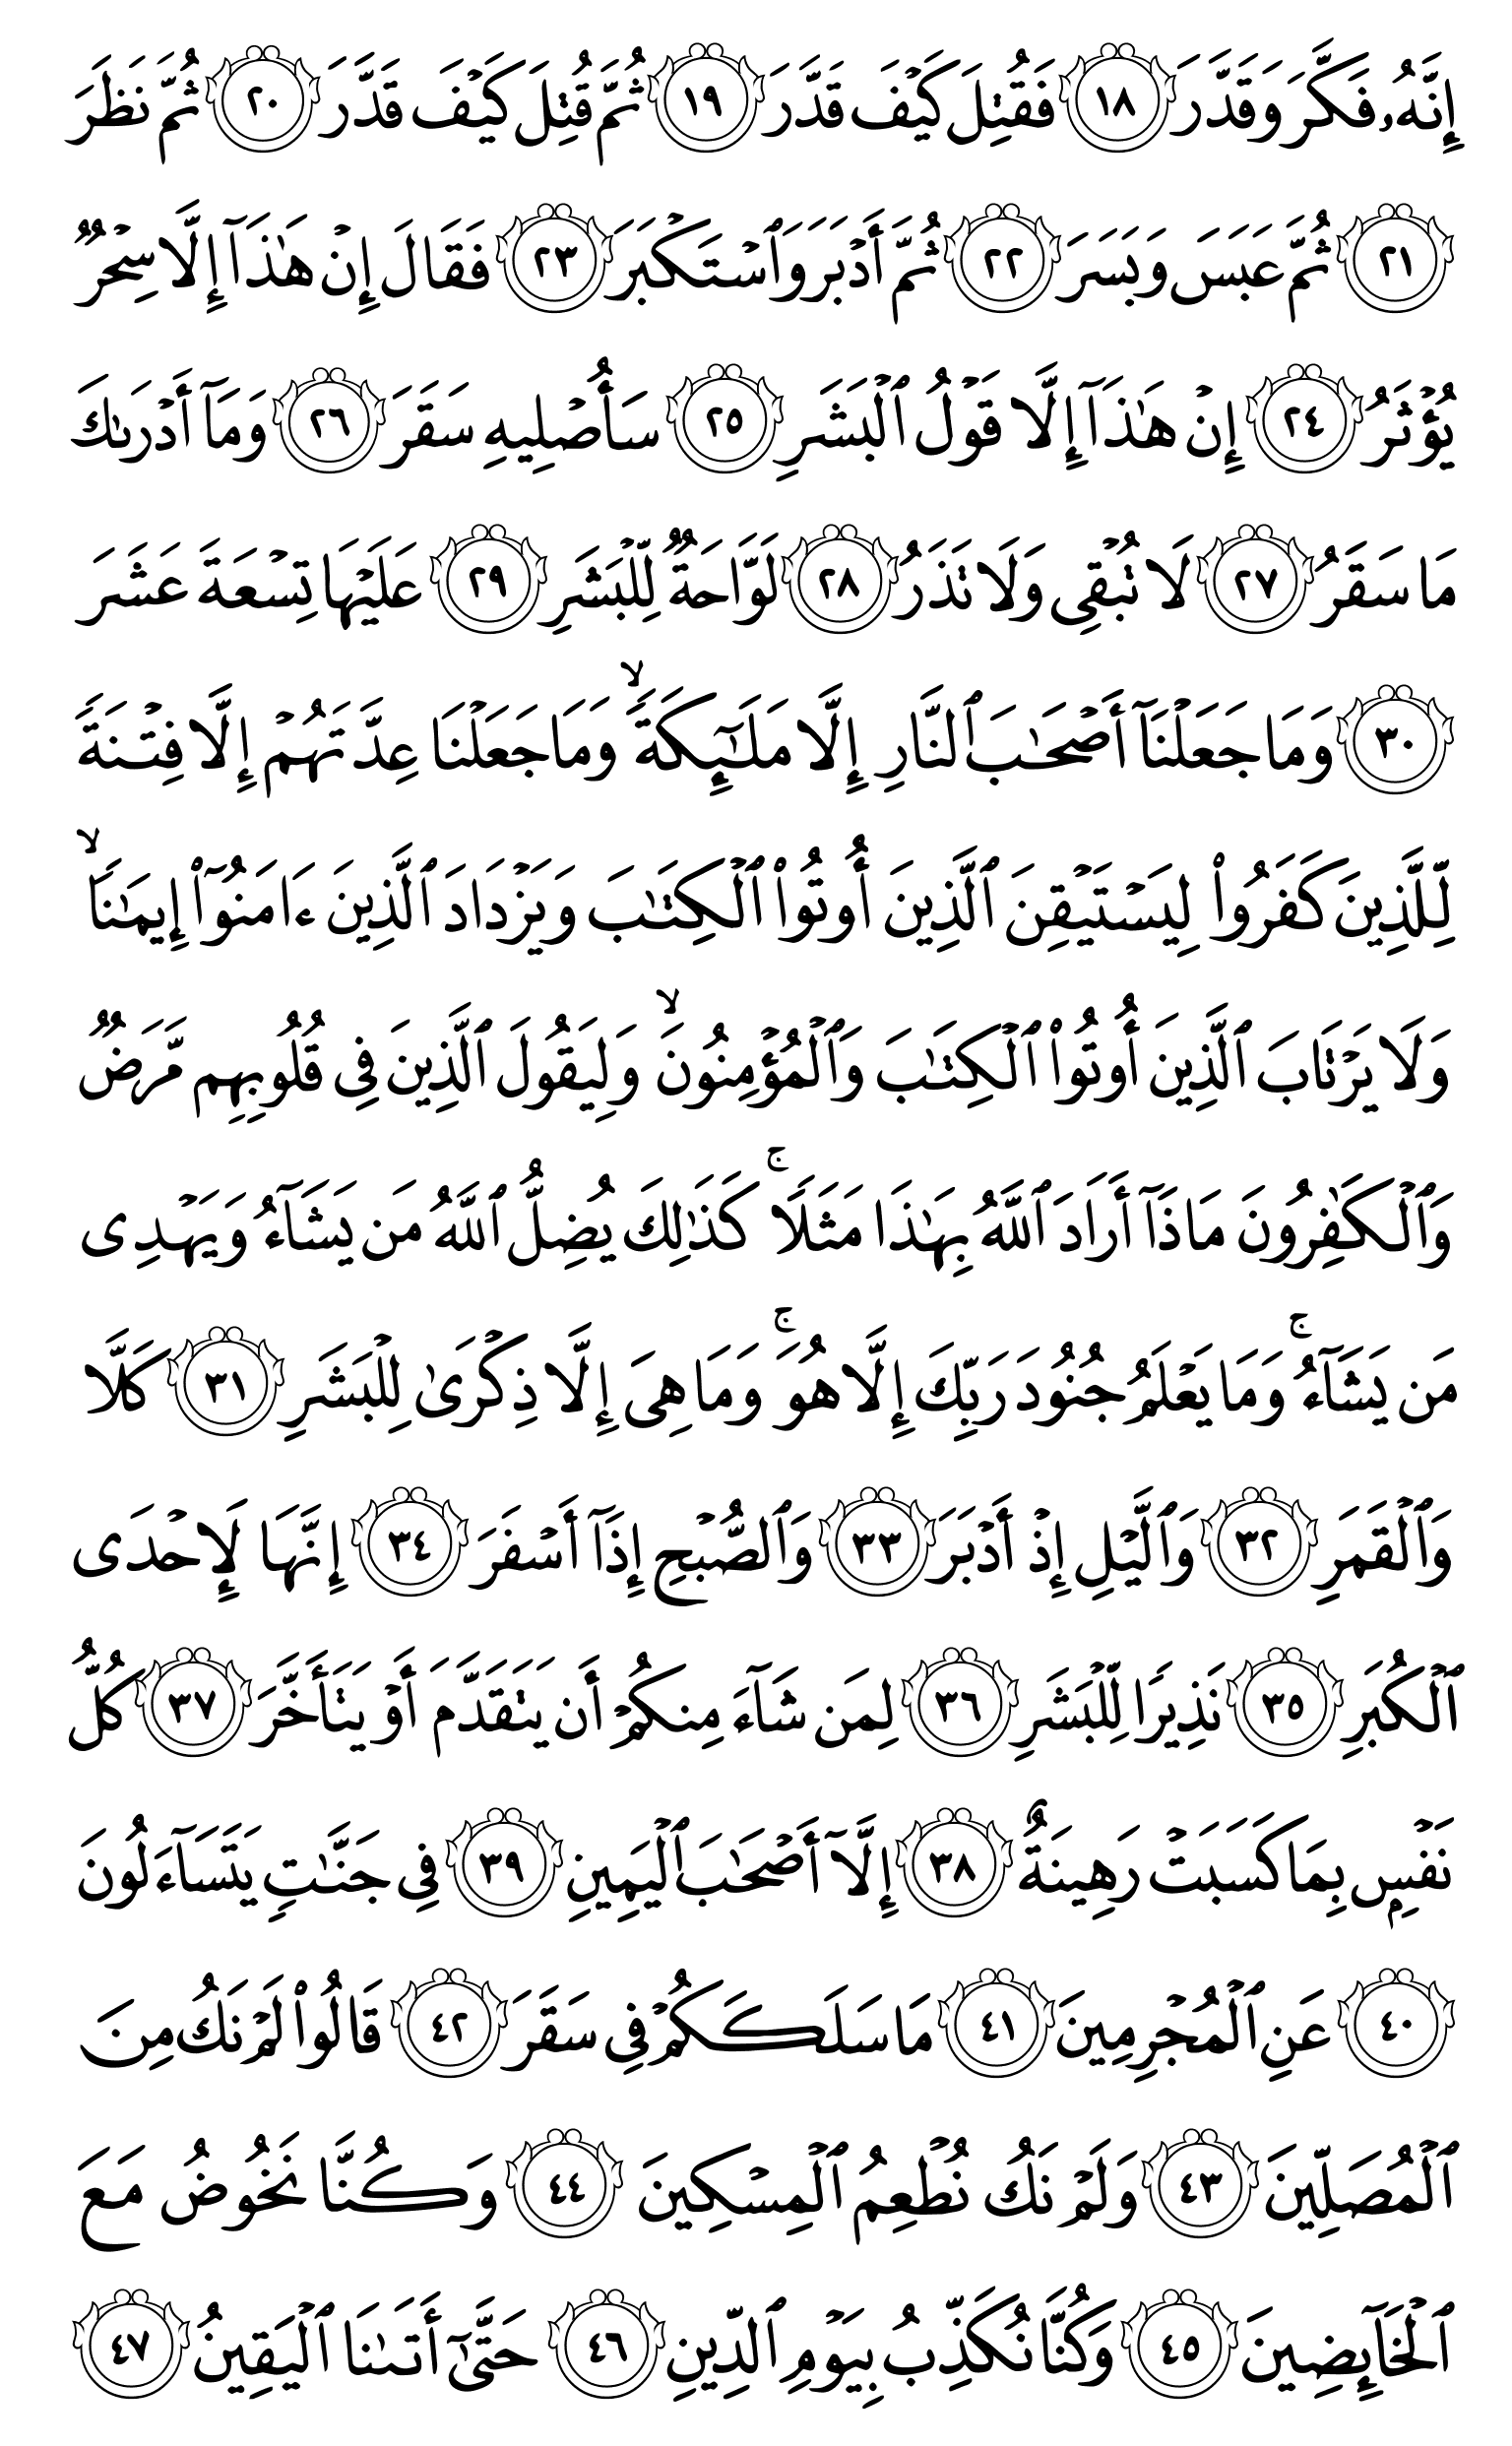 إِنَّهُۥ فَكَّرَ وَقَدَّرَ ١٨ فَقُتِلَ كَيۡفَ قَدَّرَ ١٩ ثُمَّ قُتِلَ كَيۡفَ قَدَّرَ ٢٠ ثُمَّ نَظَرَ
٢١ ثُمَّ عَبَسَ وَبَسَرَ ٢٢ ثُمَّ أَدۡبَرَ وَٱسۡتَكۡبَرَ ٢٣ فَقَالَ إِنۡ هَٰذَآ إِلَّا سِحۡرٞ
يُؤۡثَرُ ٢٤ إِنۡ هَٰذَآ إِلَّا قَوۡلُ ٱلۡبَشَرِ ٢٥ سَأُصۡلِيهِ سَقَرَ ٢٦ وَمَآ أَدۡرَىٰكَ
مَا سَقَرُ ٢٧ لَا تُبۡقِي وَلَا تَذَرُ ٢٨ لَوَّاحَةٞ لِّلۡبَشَرِ ٢٩ عَلَيۡهَا تِسۡعَةَ عَشَرَ
٣٠ وَمَا جَعَلۡنَآ أَصۡحَٰبَ ٱلنَّارِ إِلَّا مَلَٰٓئِكَةٗۙ وَمَا جَعَلۡنَا عِدَّتَهُمۡ إِلَّا فِتۡنَةٗ
لِّلَّذِينَ كَفَرُواْ لِيَسۡتَيۡقِنَ ٱلَّذِينَ أُوتُواْ ٱلۡكِتَٰبَ وَيَزۡدَادَ ٱلَّذِينَ ءَامَنُوٓاْ إِيمَٰنٗاۙ
وَلَا يَرۡتَابَ ٱلَّذِينَ أُوتُواْ ٱلۡكِتَٰبَ وَٱلۡمُؤۡمِنُونَۙ وَلِيَقُولَ ٱلَّذِينَ فِي قُلُوبِهِم مَّرَضٞ
وَٱلۡكَٰفِرُونَ مَاذَآ أَرَادَ ٱللَّهُ بِهَٰذَا مَثَلٗاۚ كَذَٰلِكَ يُضِلُّ ٱللَّهُ مَن يَشَآءُ وَيَهۡدِي
مَن يَشَآءُۚ وَمَا يَعۡلَمُ جُنُودَ رَبِّكَ إِلَّا هُوَۚ وَمَا هِيَ إِلَّا ذِكۡرَىٰ لِلۡبَشَرِ ٣١ كَلَّا
وَٱلۡقَمَرِ ٣٢ وَٱلَّيۡلِ إِذۡ أَدۡبَرَ ٣٣ وَٱلصُّبۡحِ إِذَآ أَسۡفَرَ ٣٤ إِنَّهَا لَإِحۡدَى
ٱلۡكُبَرِ ٣٥ نَذِيرٗا لِّلۡبَشَرِ ٣٦ لِمَن شَآءَ مِنكُمۡ أَن يَتَقَدَّمَ أَوۡ يَتَأَخَّرَ ٣٧ كُلُّ
نَفۡسِۭ بِمَا كَسَبَتۡ رَهِينَةٌ ٣٨ إِلَّآ أَصۡحَٰبَ ٱلۡيَمِينِ ٣٩ فِي جَنَّٰتٖ يَتَسَآءَلُونَ
٤٠ عَنِ ٱلۡمُجۡرِمِينَ ٤١ مَا سَلَكَكُمۡ فِي سَقَرَ ٤٢ قَالُواْ لَمۡ نَكُ مِنَ
ٱلۡمُصَلِّينَ ٤٣ وَلَمۡ نَكُ نُطۡعِمُ ٱلۡمِسۡكِينَ ٤٤ وَكُنَّا نَخُوضُ مَعَ
ٱلۡخَآئِضِينَ ٤٥ وَكُنَّا نُكَذِّبُ بِيَوۡمِ ٱلدِّينِ ٤٦ حَتَّىٰٓ أَتَىٰنَا ٱلۡيَقِينُ ٤٧